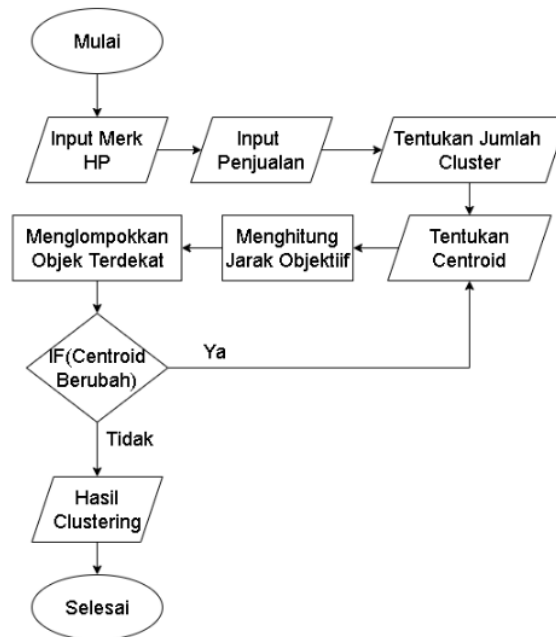 Mulai
Input Merk
HP
Input
Penjualan
Tentukan Jumlah
Cluster
Tentukan
Centroid
Menghitung
Jarak Objektiif
Menglompokkan
Objek Terdekat
IF(Centroid
Berubah)
Ya
Tidak
Hasil
Clustering
Selesai